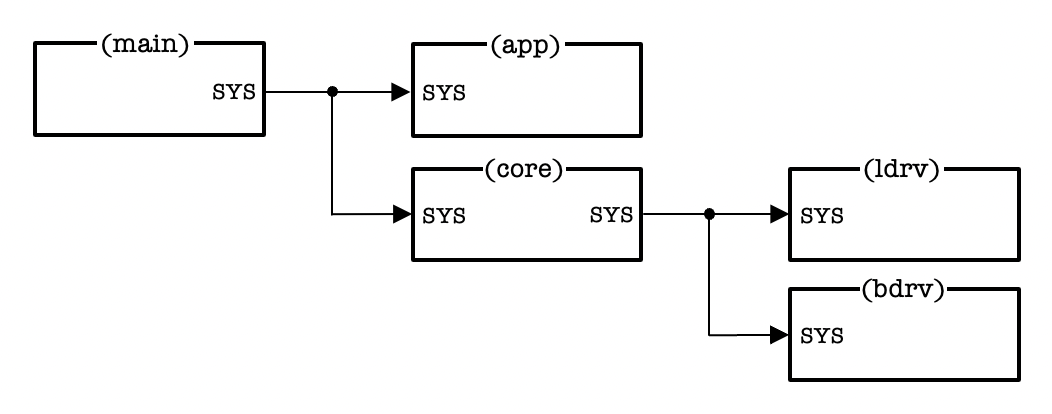 (main)
SYS
(app)
SYS
(core)
SYS
SYS
(ldrv)
SYS
(bdrv)
SYS